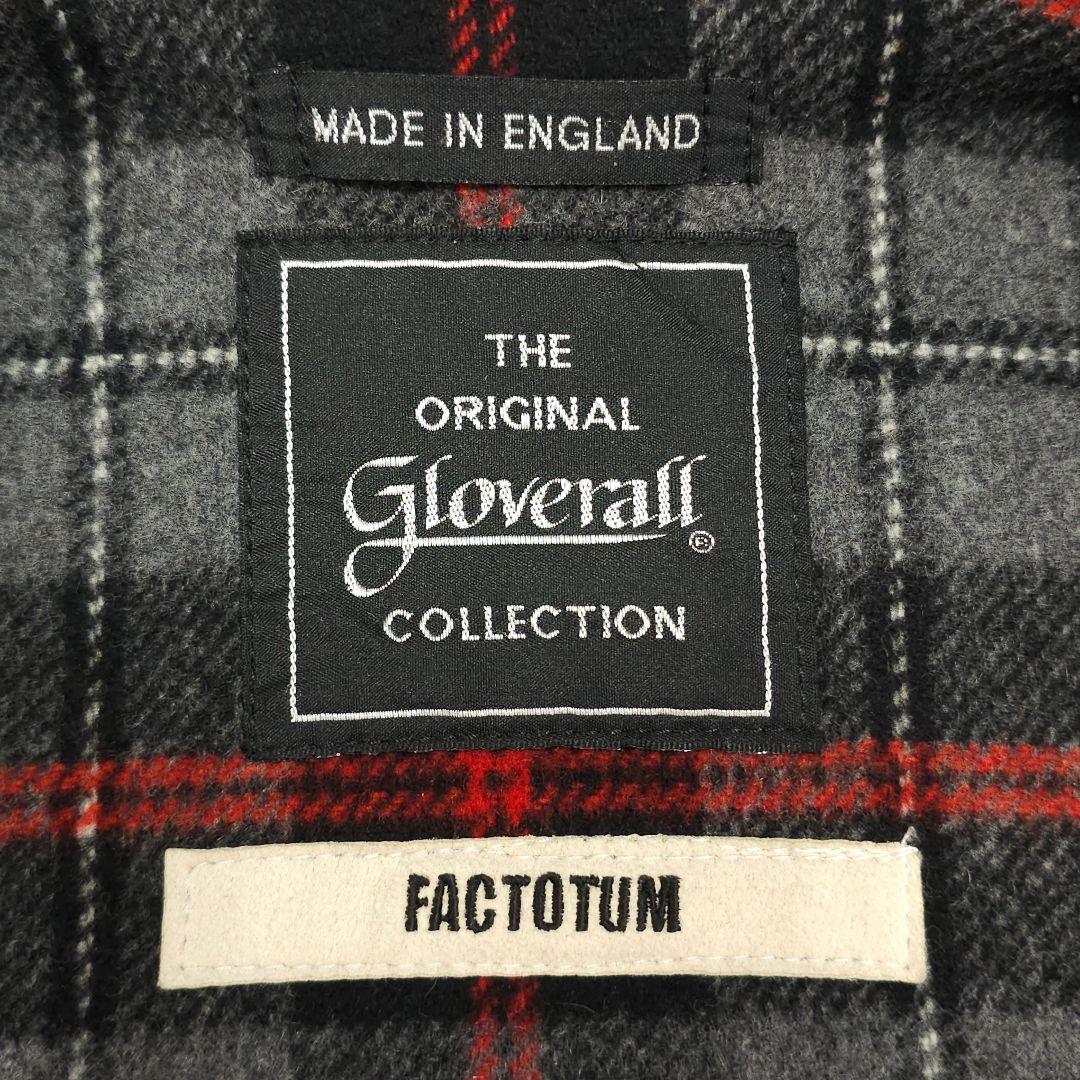 MADE IN ENGLAND
THE
ORIGINAL
Gloverall®
COLLECTION
FACTOTUM